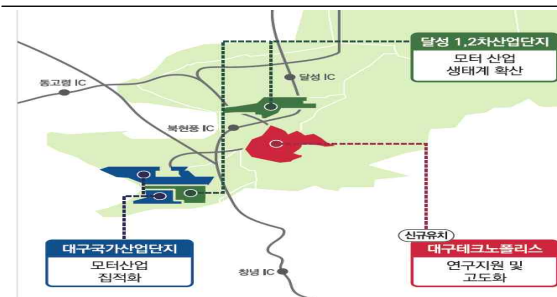 달성 1,2차산업단지
모터 산업
생태계 확산
달성 IC
동고령 IC
북현풍 IC
신규유치
대구국가산업단지
모터산업
집적화
대구테크노폴리스
연구지원 및
고도화
창녕 IC